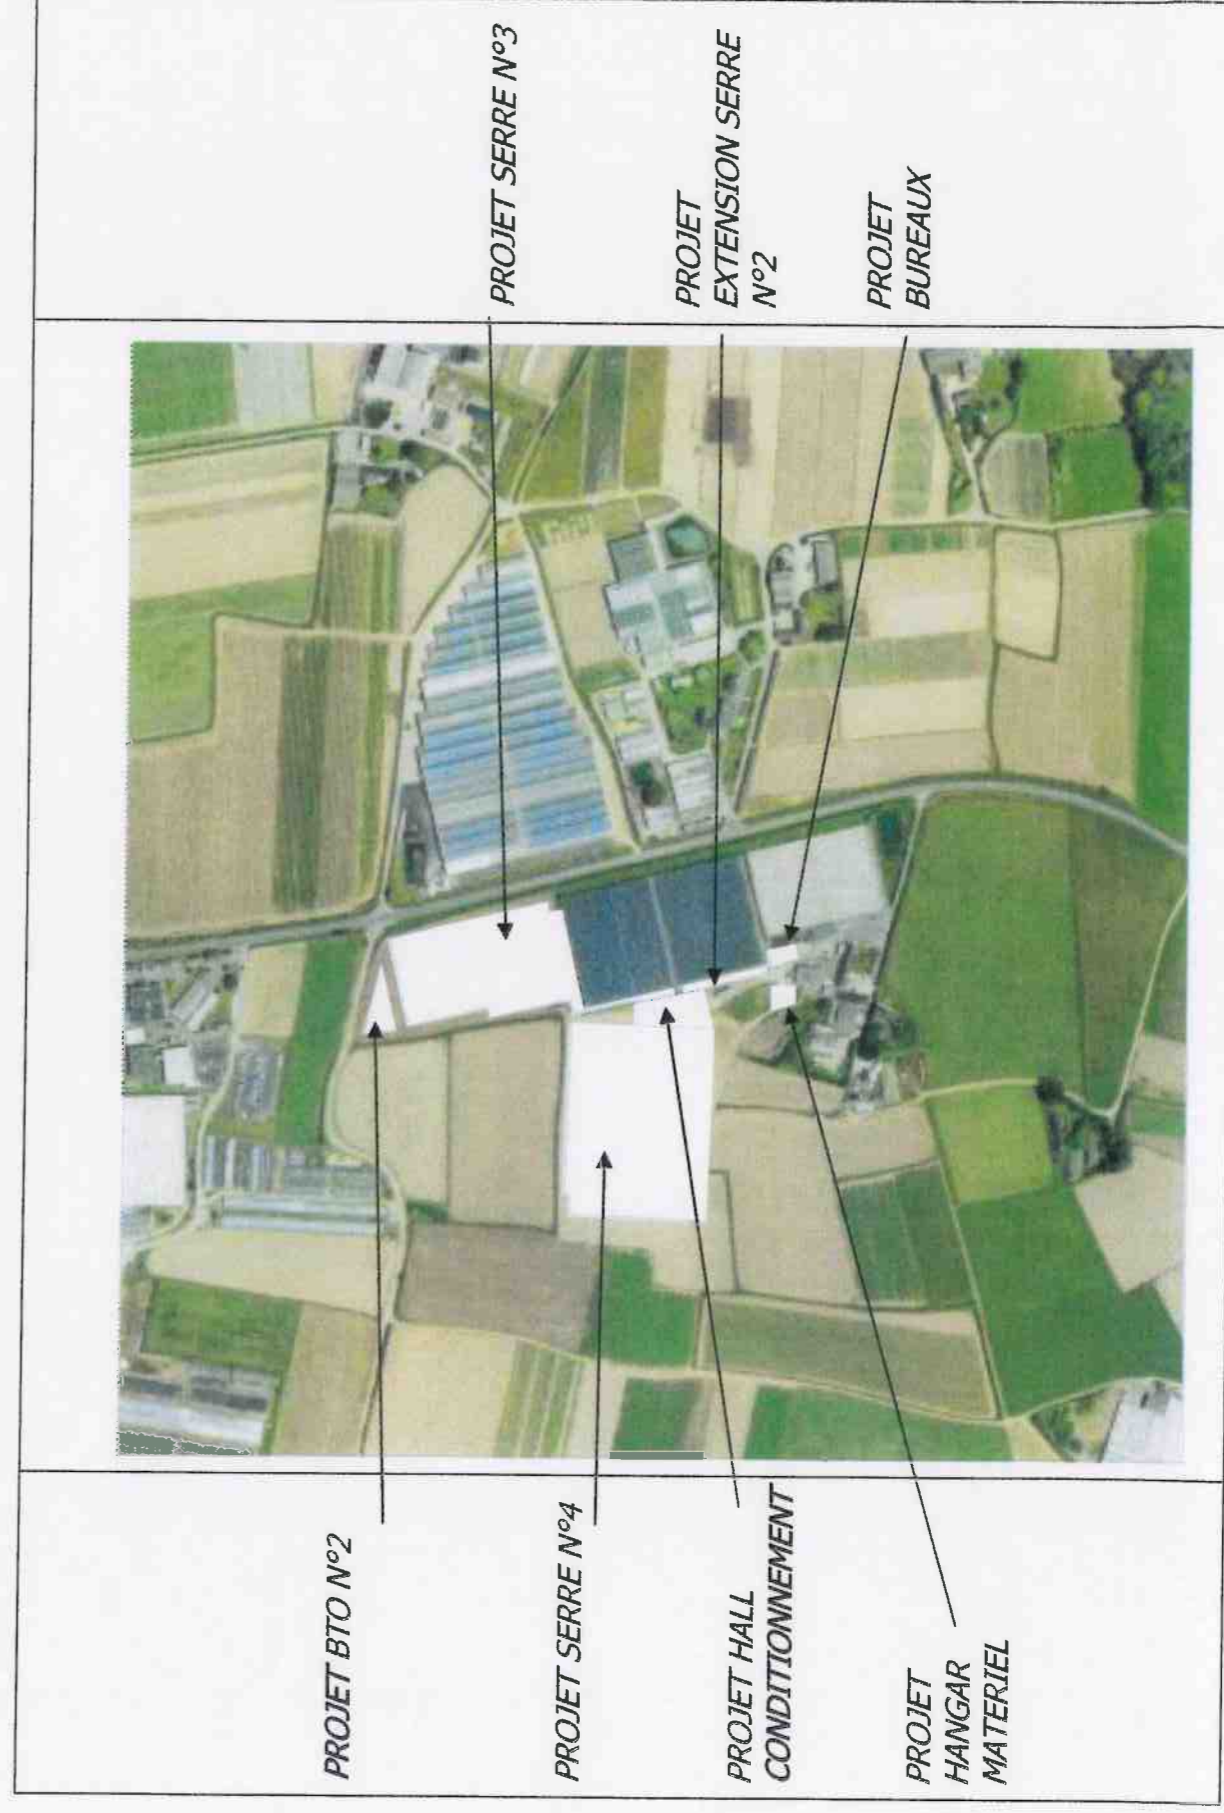 PROJET BTO N°2
PROJET SERRE N°4
PROJET HALL
CONDITIONNEMENT
PROJET
HANGAR
MATERIEL
PROJET SERRE N°3
PROJET
EXTENSION SERRE
N°2
PROJET
BUREAUX